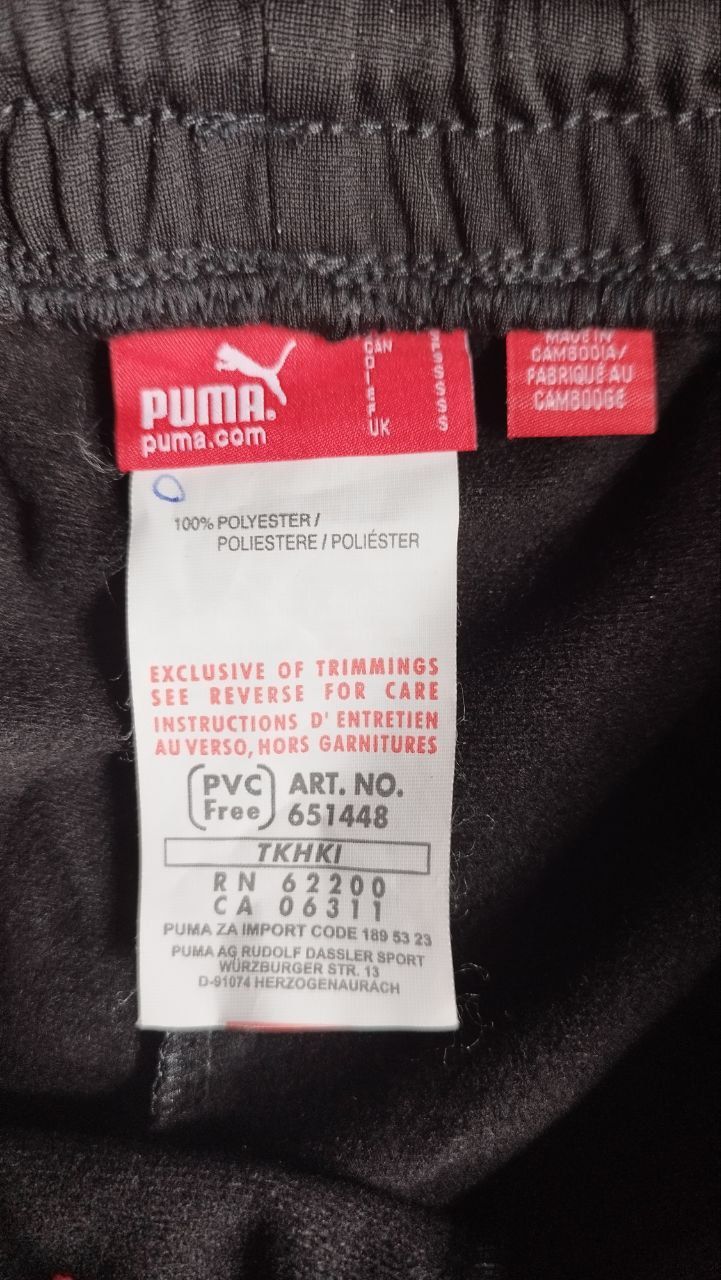 PUMA.
puma.com
CAN S
D S
I S
E S
F S
UK S
MADE IN
CAMBODIA/
FABRIQUÉ AU
CAMBODGE
100% POLYESTER /
POLIESTERE / POLIÉSTER
EXCLUSIVE OF TRIMMINGS
SEE REVERSE FOR CARE
INSTRUCTIONS D'ENTRETIEN
AU VERSO, HORS GARNITURES
PVC Free
ART. NO.
651448
TKHKI
RN 62200
CA 06311
PUMA ZA IMPORT CODE 189 53 23
PUMA AG RUDOLF DASSLER SPORT
WÜRZBURGER STR. 13
D-91074 HERZOGENAURACH